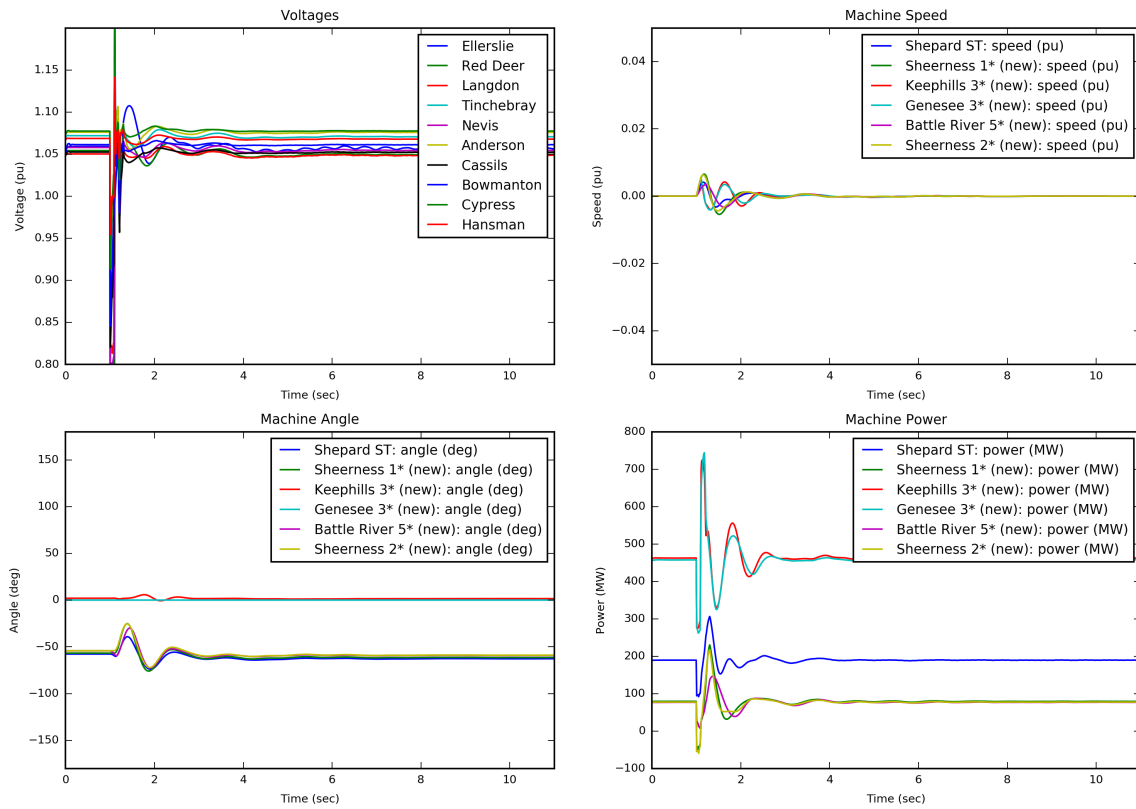 Voltages
Voltage (pu)
1.15
1.10
1.05
1.00
0.95
0.90
0.85
0.80
Ellerslie
Red Deer
Langdon
Tinchebray
Nevis
Anderson
Cassils
Bowmanton
Cypress
Hansman
0 2 4 6 8 10
Time (sec)
Machine Speed
Speed (pu)
0.04
0.02
0.00
−0.02
−0.04
Shepard ST: speed (pu)
Sheerness 1* (new): speed (pu)
Keephills 3* (new): speed (pu)
Genesee 3* (new): speed (pu)
Battle River 5* (new): speed (pu)
Sheerness 2* (new): speed (pu)
0 2 4 6 8 10
Time (sec)
Machine Angle
Angle (deg)
150
100
50
0
−50
−100
−150
Shepard ST: angle (deg)
Sheerness 1* (new): angle (deg)
Keephills 3* (new): angle (deg)
Genesee 3* (new): angle (deg)
Battle River 5* (new): angle (deg)
Sheerness 2* (new): angle (deg)
0 2 4 6 8 10
Time (sec)
Machine Power
Power (MW)
800
700
600
500
400
300
200
100
0
−100
Shepard ST: power (MW)
Sheerness 1* (new): power (MW)
Keephills 3* (new): power (MW)
Genesee 3* (new): power (MW)
Battle River 5* (new): power (MW)
Sheerness 2* (new): power (MW)
0 2 4 6 8 10
Time (sec)